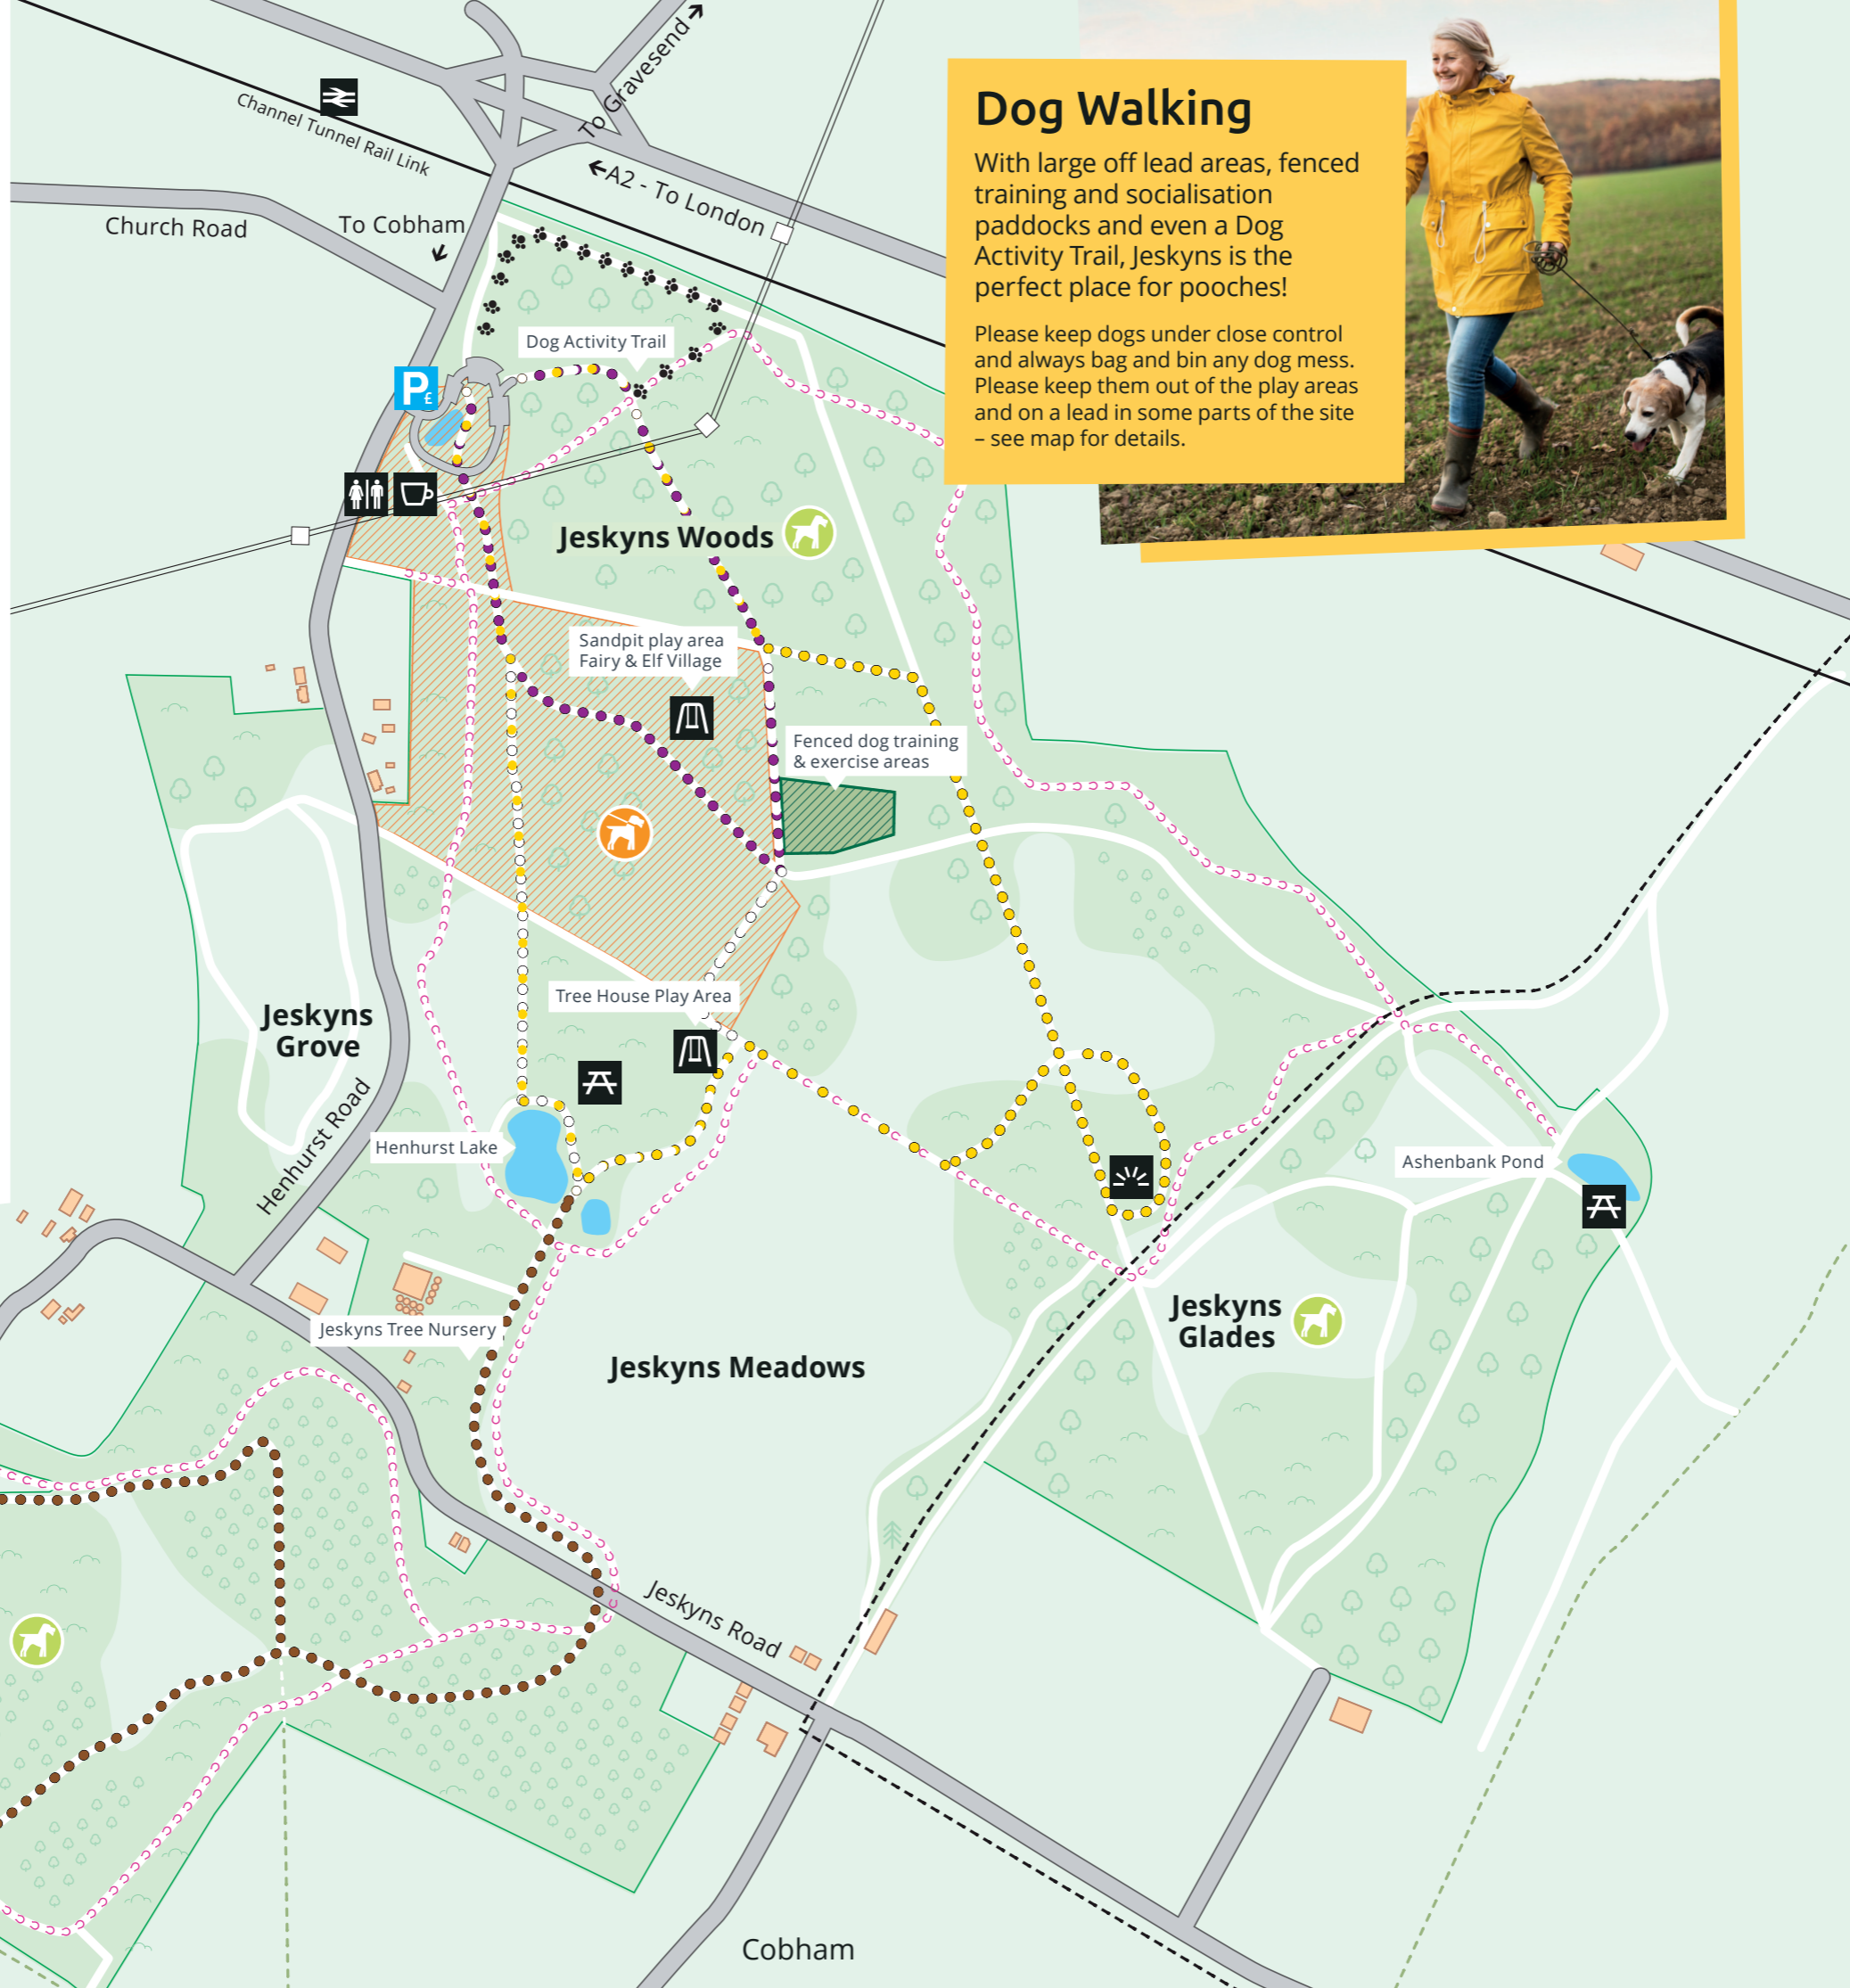 To Gravesend
Channel Tunnel Rail Link
A2 - To London
Church Road
To Cobham
Dog Walking
With large off lead areas, fenced
training and socialisation
paddocks and even a Dog
Activity Trail, Jeskyns is the
perfect place for pooches!
Please keep dogs under close control
and always bag and bin any dog mess.
Please keep them out of the play areas
and on a lead in some parts of the site
– see map for details.
Dog Activity Trail
P
£
Jeskyns Woods
Sandpit play area
Fairy & Elf Village
Fenced dog training
& exercise areas
Tree House Play Area
Jeskyns
Grove
Henhurst Road
Henhurst Lake
Ashenbank Pond
Jeskyns Tree Nursery
Jeskyns
Glades
Jeskyns Meadows
Jeskyns Road
Cobham